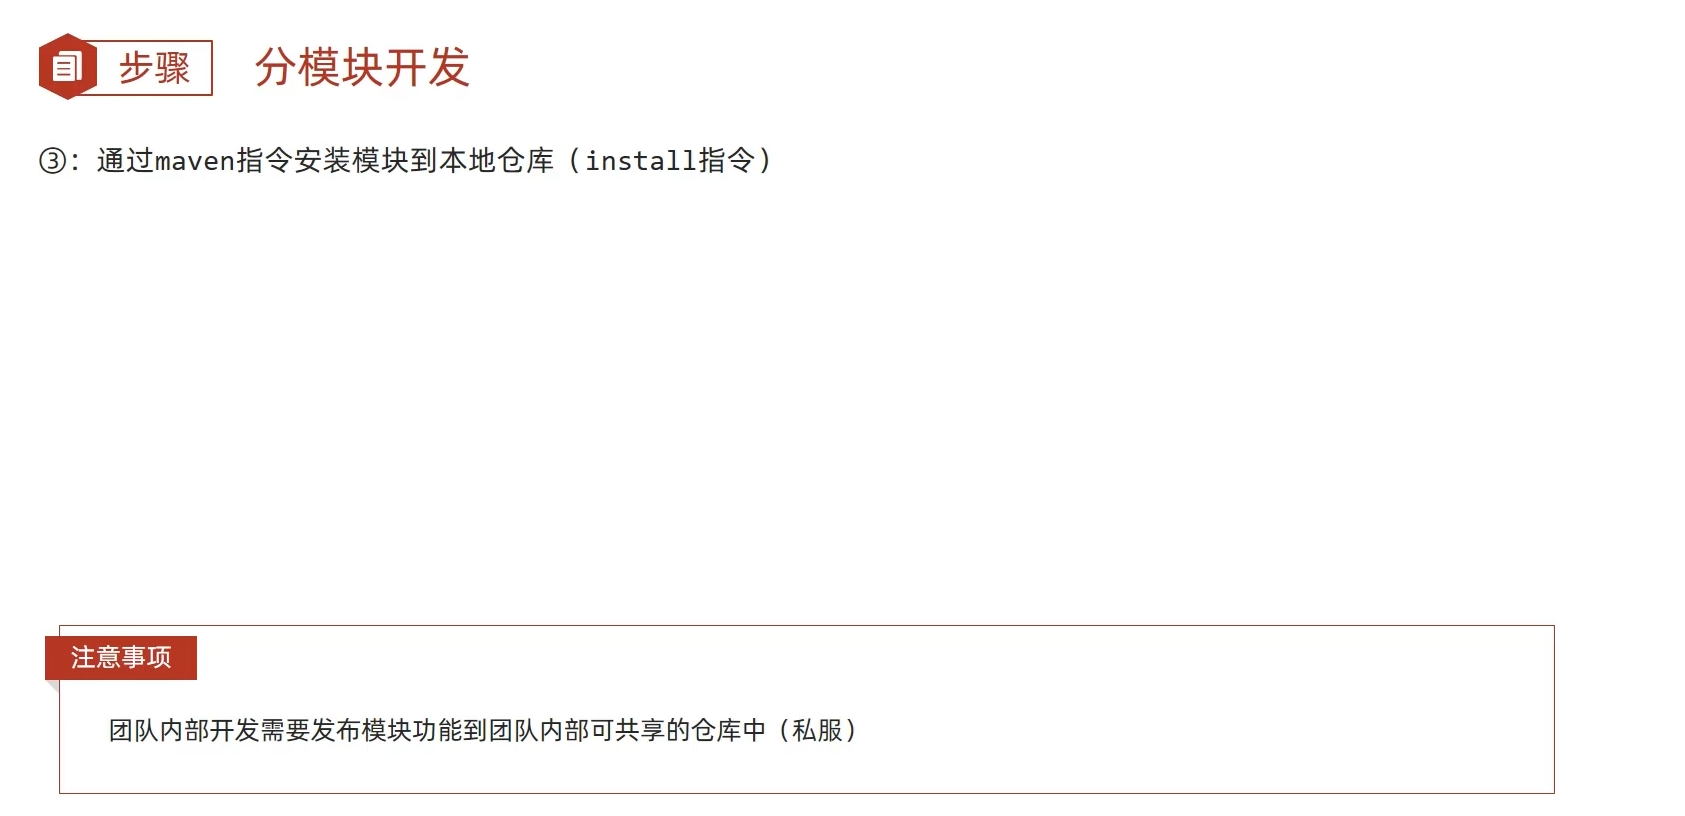 步骤 分模块开发
③：通过maven指令安装模块到本地仓库（install指令）
注意事项
团队内部开发需要发布模块功能到团队内部可共享的仓库中（私服）